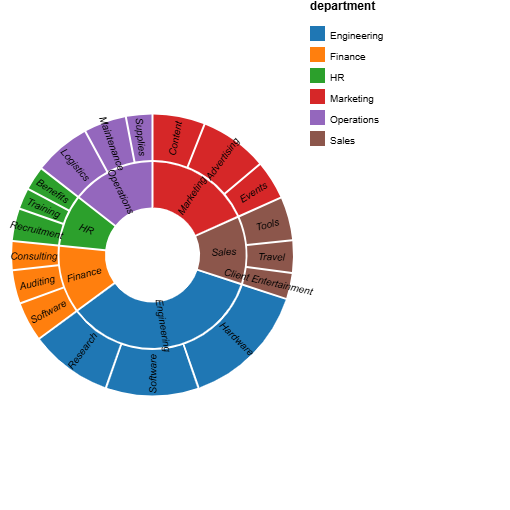 department
Engineering
Finance
HR
Marketing
Operations
Sales
Content
Advertising
Events
Marketing
Tools
Travel
Client Entertainment
Sales
Hardware
Software
Research
Engineering
Software
Auditing
Consulting
Finance
Recruitment
Training
Benefits
HR
Logistics
Maintenance
Supplies
Operations